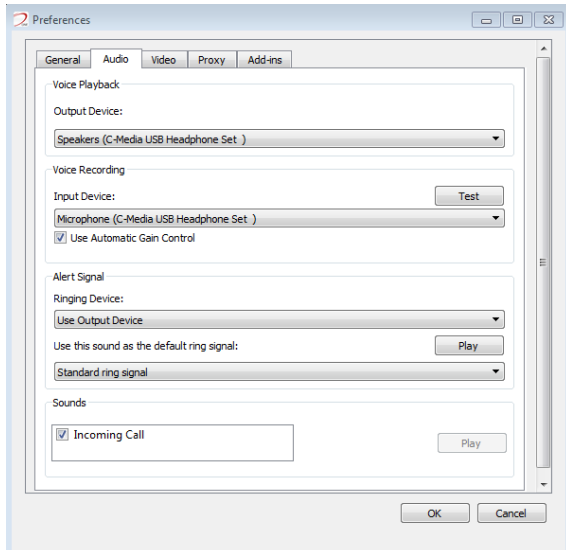 Preferences
General Audio Video Proxy Add-ins
Voice Playback
Output Device:
Speakers (C-Media USB Headphone Set )
Voice Recording
Input Device: Test
Microphone (C-Media USB Headphone Set )
Use Automatic Gain Control
Alert Signal
Ringing Device:
Use Output Device
Use this sound as the default ring signal: Play
Standard ring signal
Sounds
Incoming Call
Play
OK Cancel